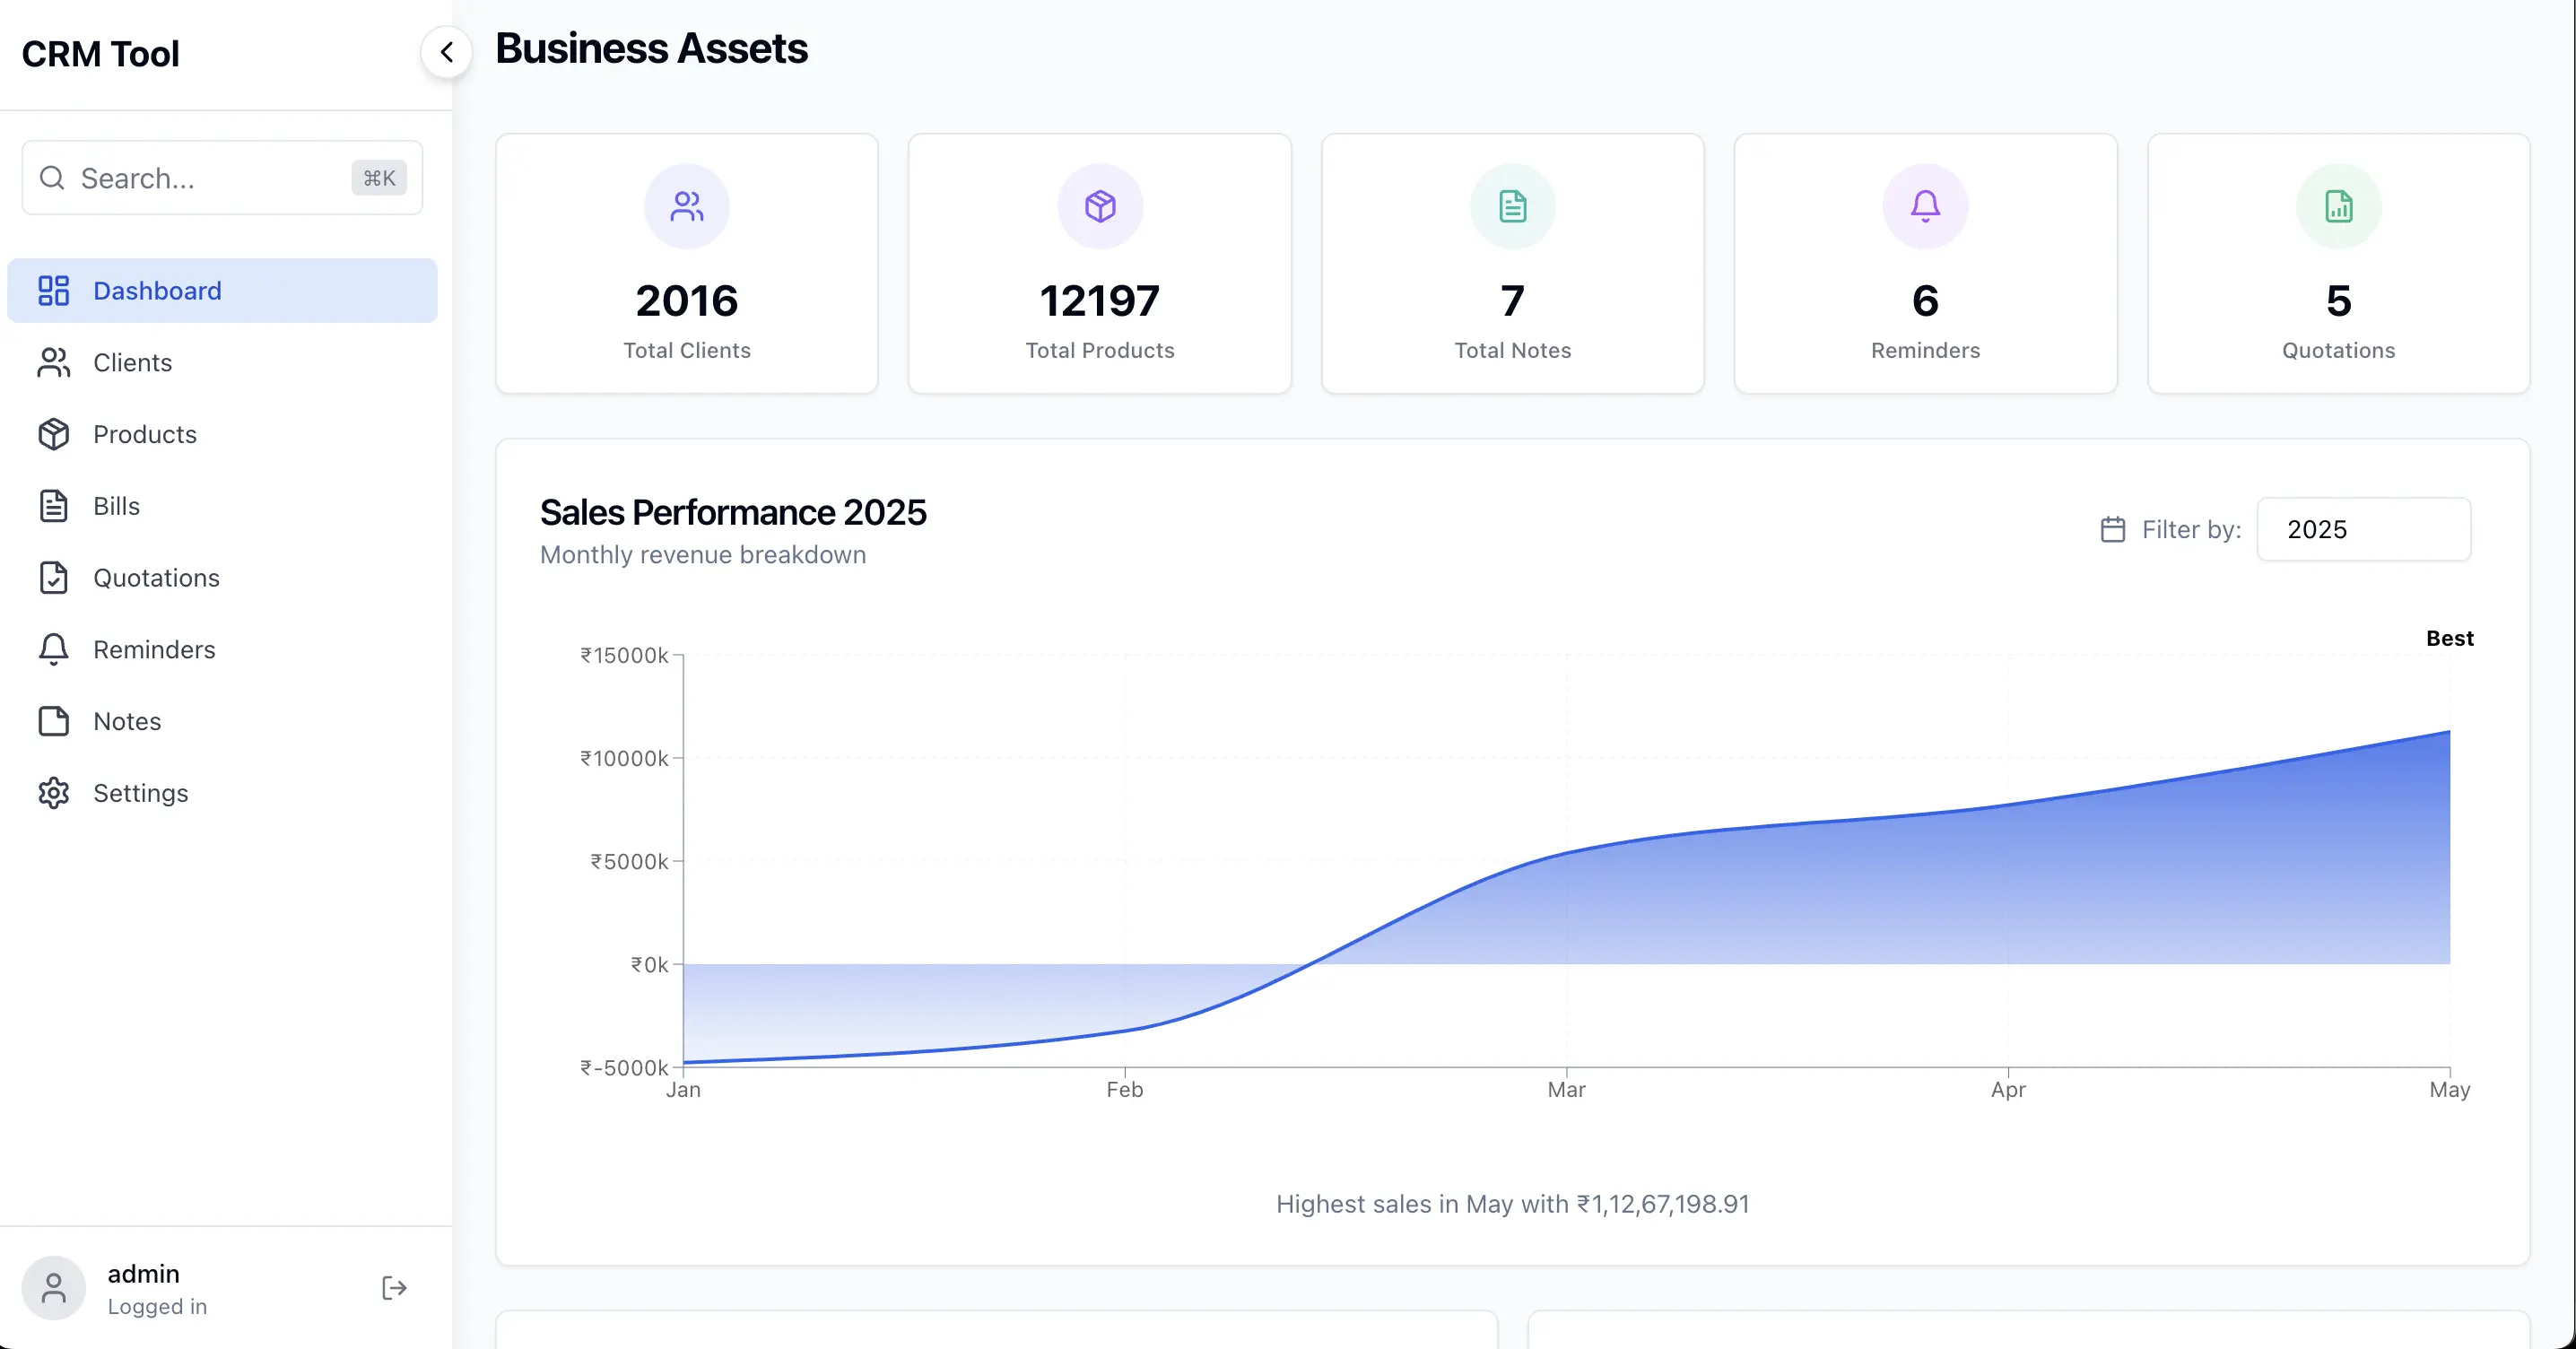 CRM Tool
Search...
⌘K
Dashboard
Clients
Products
Bills
Quotations
Reminders
Notes
Settings
admin
Logged in
Business Assets
2016
Total Clients
12197
Total Products
7
Total Notes
6
Reminders
5
Quotations
Sales Performance 2025
Monthly revenue breakdown
Filter by:
2025
Best
₹15000k
₹10000k
₹5000k
₹0k
₹-5000k
Jan
Feb
Mar
Apr
May
Highest sales in May with ₹1,12,67,198.91